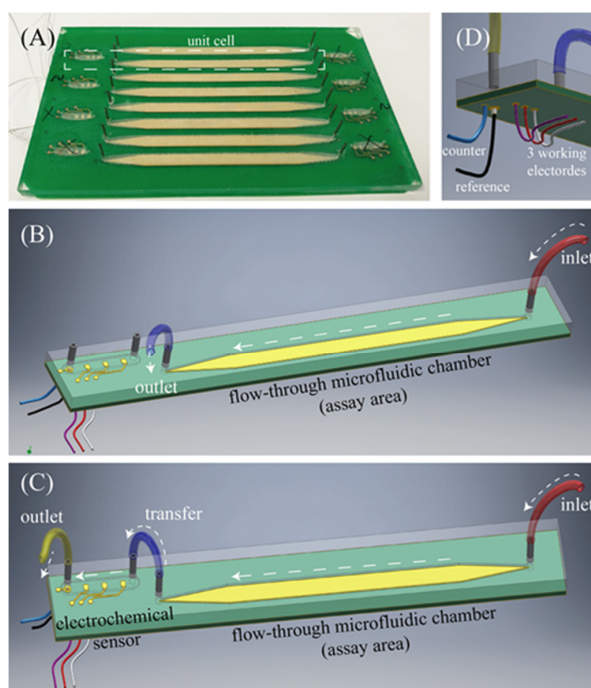 (A)
unit cell
(D)
counter
reference
3 working
electordes
(B)
inlet
outlet
flow-through microfluidic chamber
(assay area)
(C)
outlet
transfer
inlet
electrochemical
sensor
flow-through microfluidic chamber
(assay area)